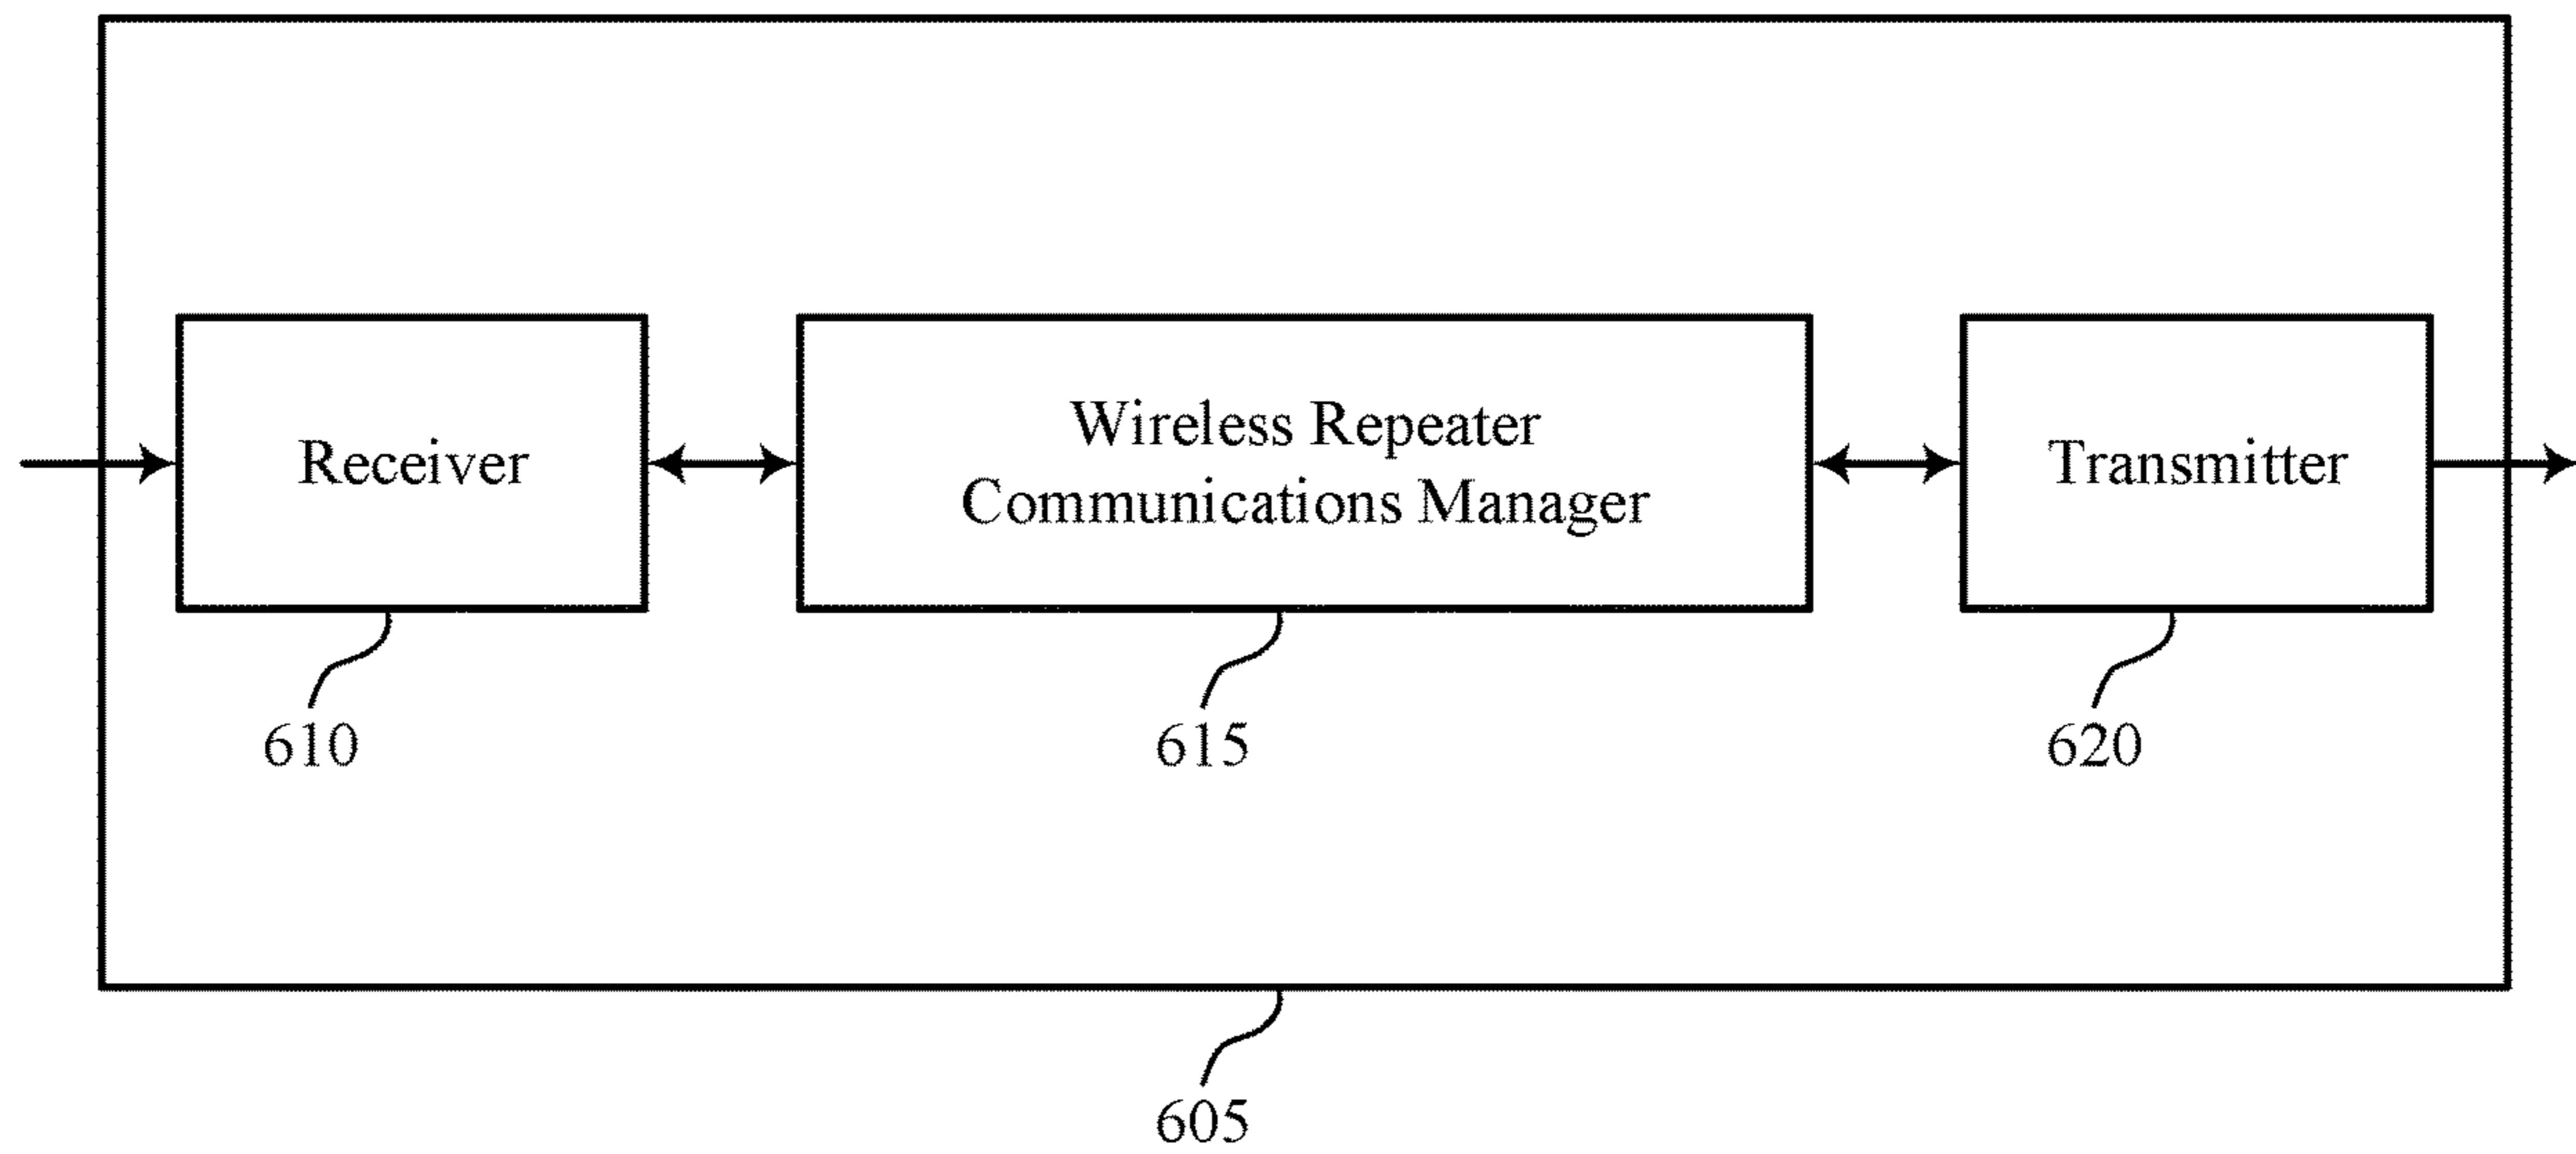 Receiver
Wireless Repeater
Communications Manager
Transmitter
610
615
620
605